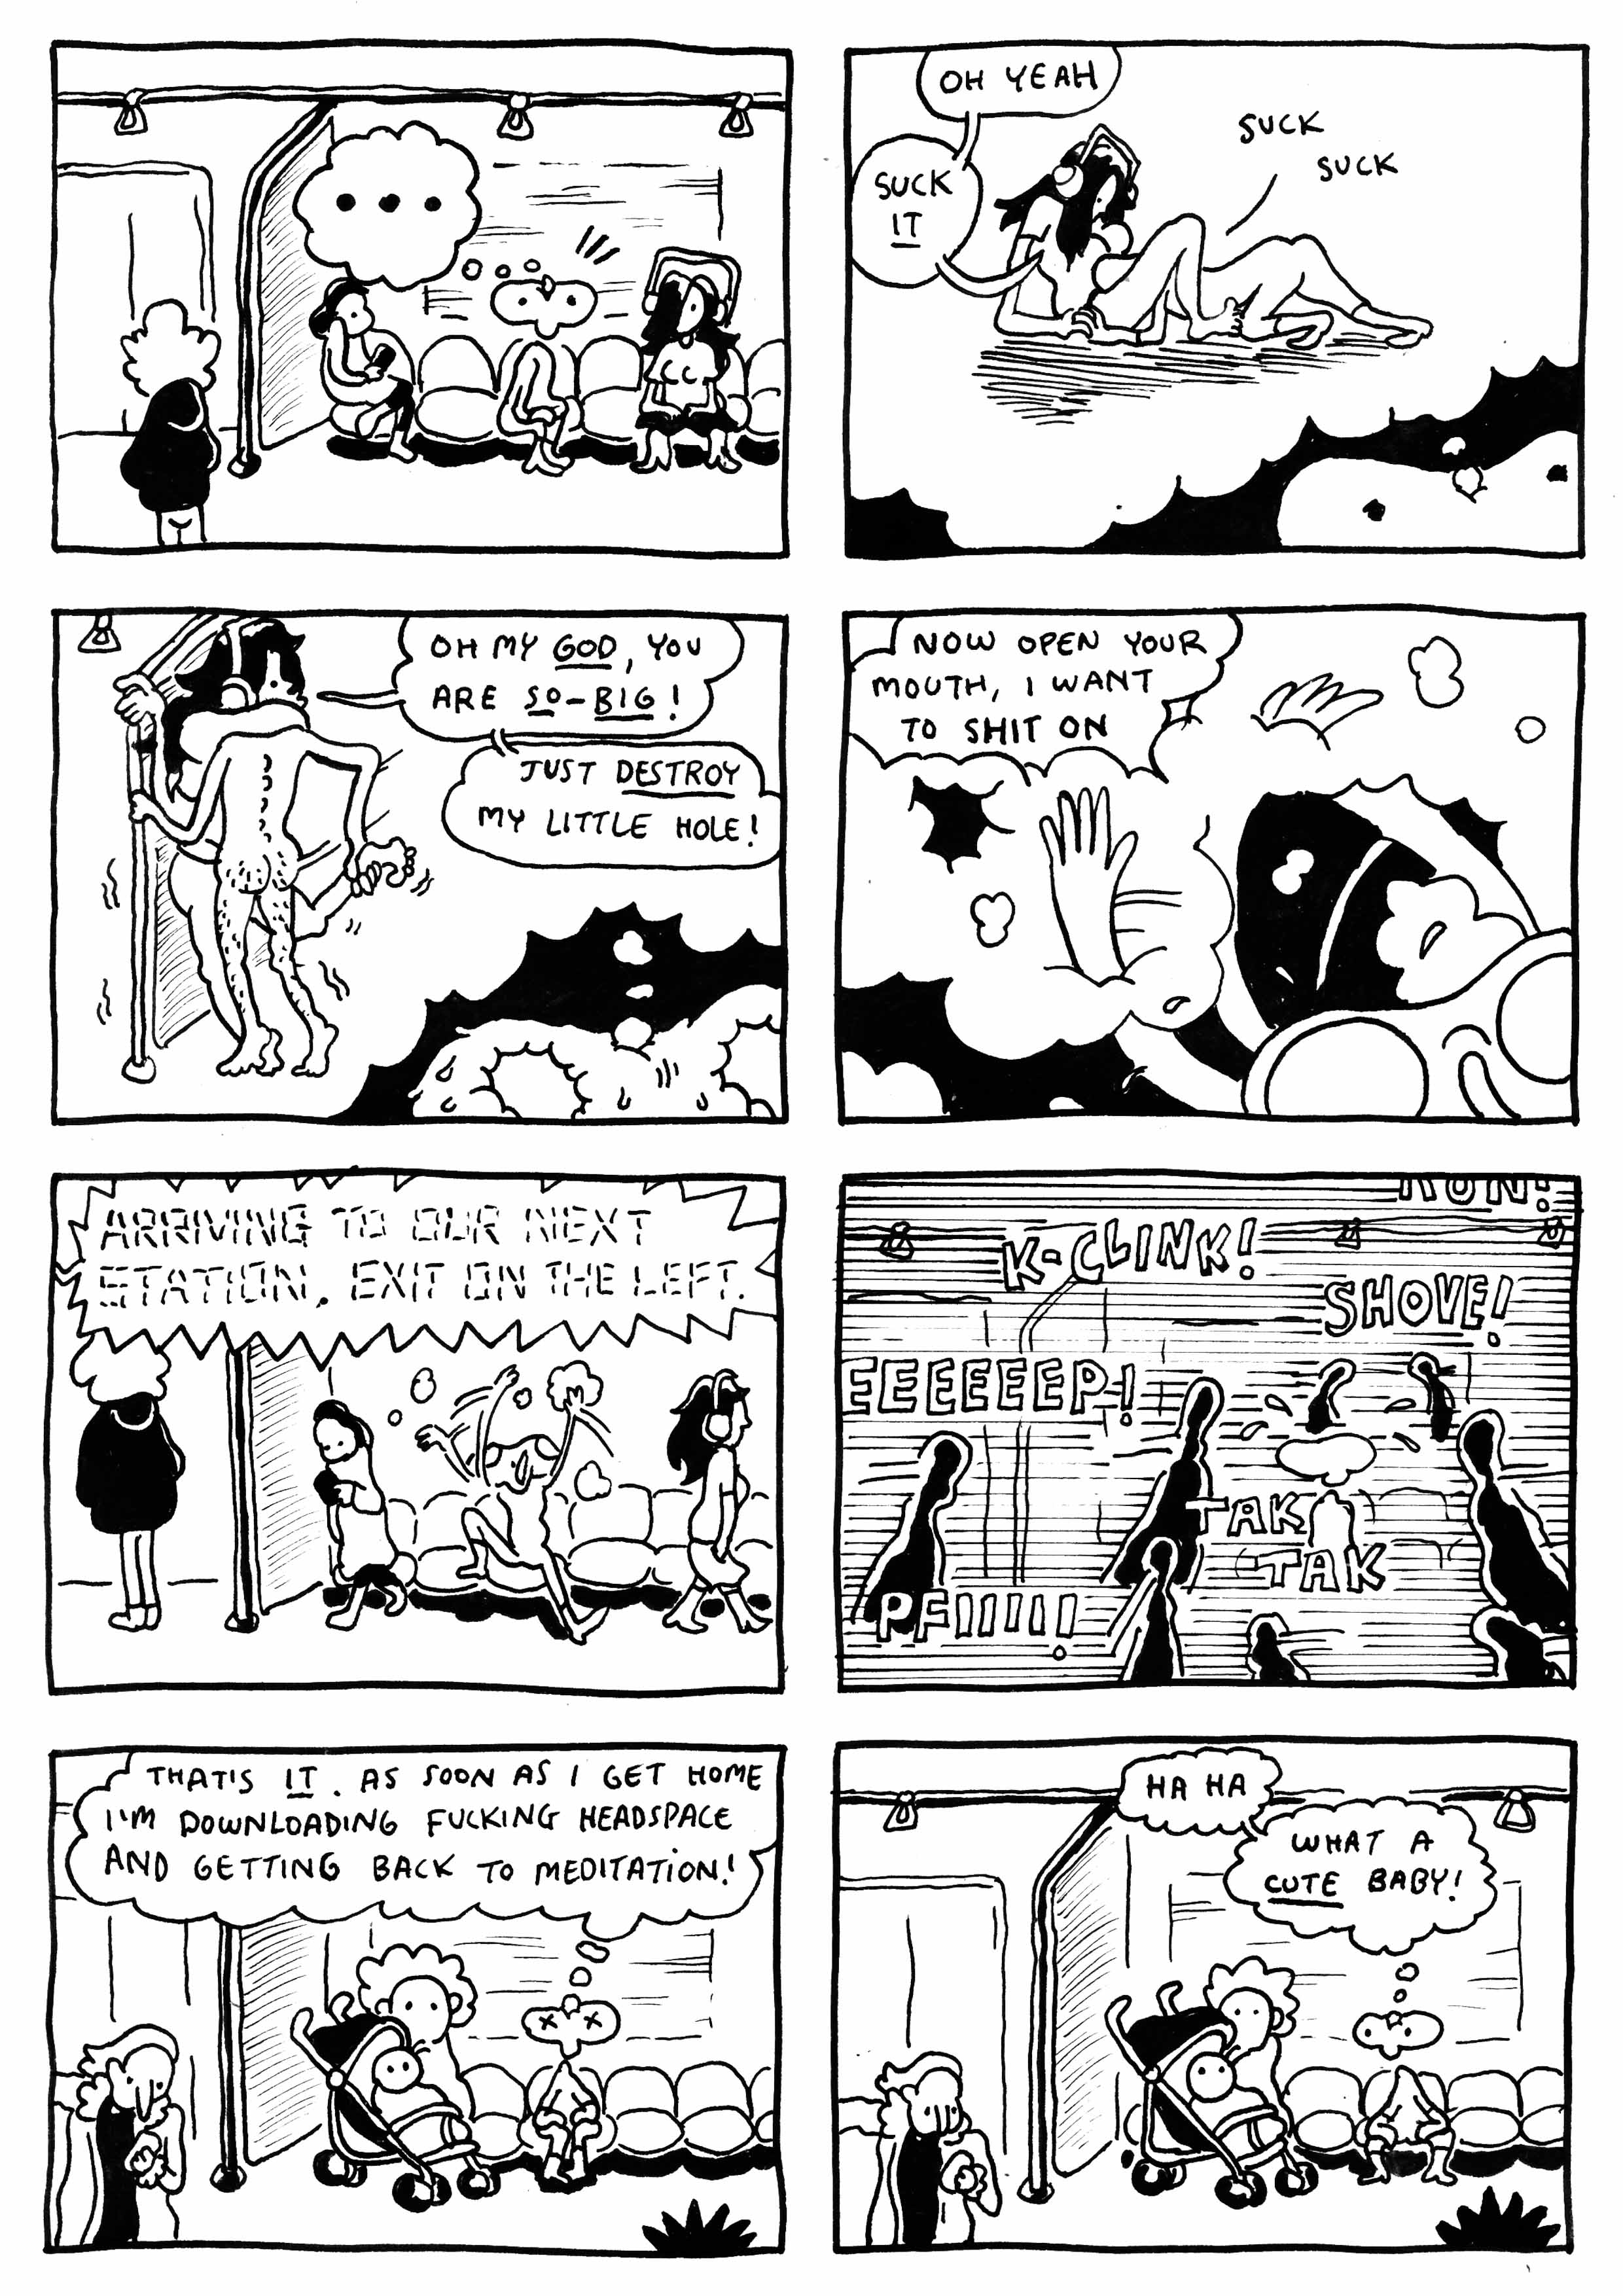 ...
OH YEAH
SUCK
IT
SUCK
SUCK
OH MY GOD, YOU
ARE SO-BIG!
JUST DESTROY
MY LITTLE HOLE!
NOW OPEN YOUR
MOUTH, I WANT
TO SHIT ON
ARRIVING TO OUR NEXT
STATION. EXIT ON THE LEFT.
K-CLINK!
SHOVE!
EEEEEEEP!
TAK
TAK
PFIIIIII!
THAT'S IT. AS SOON AS I GET HOME
I'M DOWNLOADING FUCKING HEADSPACE
AND GETTING BACK TO MEDITATION!
HA HA
WHAT A
CUTE BABY!